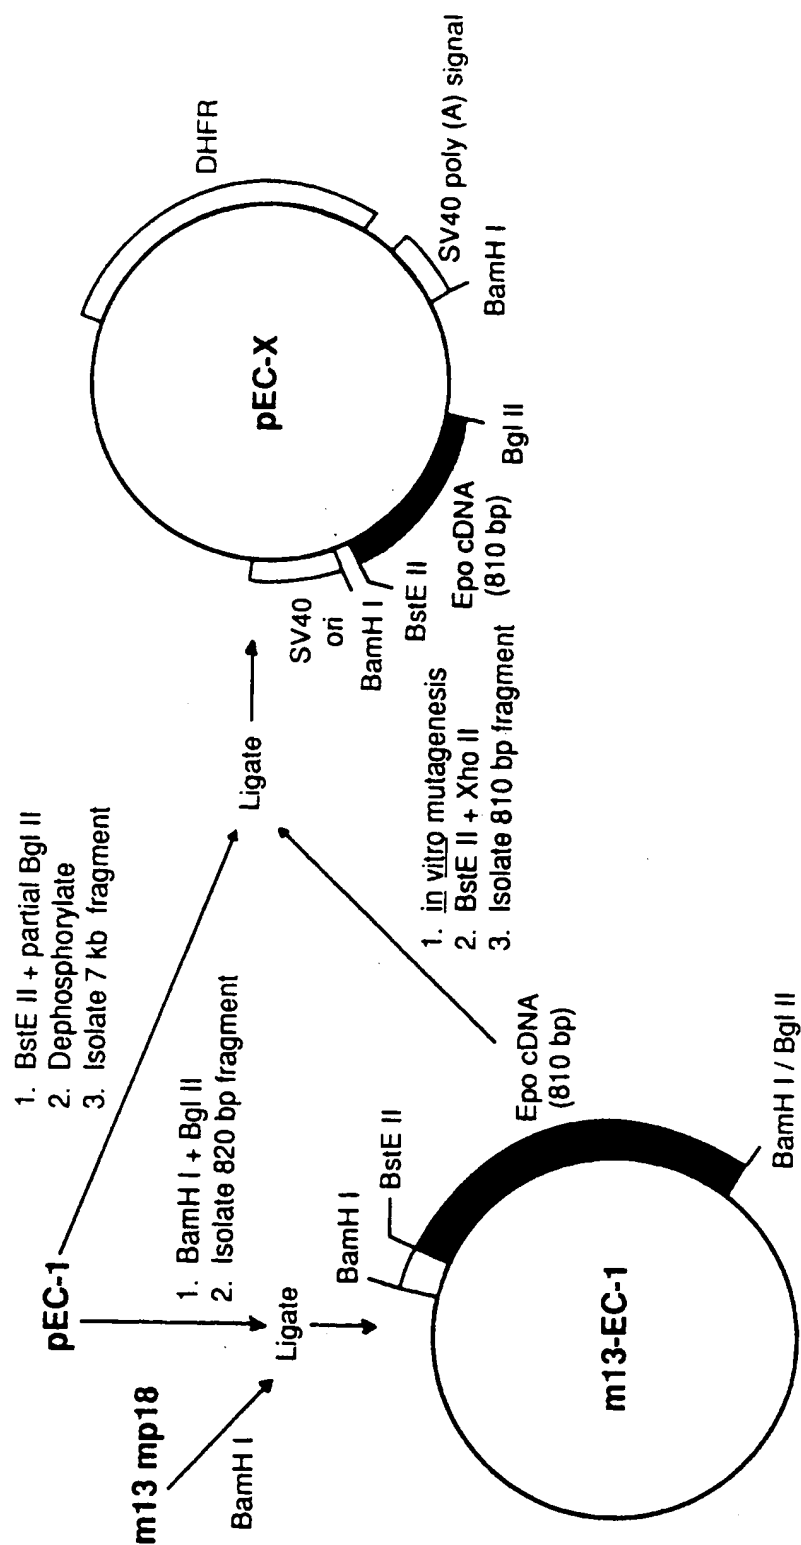 pEC-1
1. BstE II + partial Bgl II
2. Dephosphorylate
3. Isolate 7 kb fragment
m13 mp18
BamH I
1. BamH I + Bgl II
2. Isolate 820 bp fragment
Ligate
Ligate
BamH I
BstE II
Epo cDNA
(810 bp)
BamH I / Bgl II
m13-EC-1
1. in vitro mutagenesis
2. BstE II + Xho II
3. Isolate 810 bp fragment
DHFR
pEC-X
SV40
ori
BamH I
BstE II
Epo cDNA
(810 bp)
Bgl II
BamH I
SV40 poly (A) signal